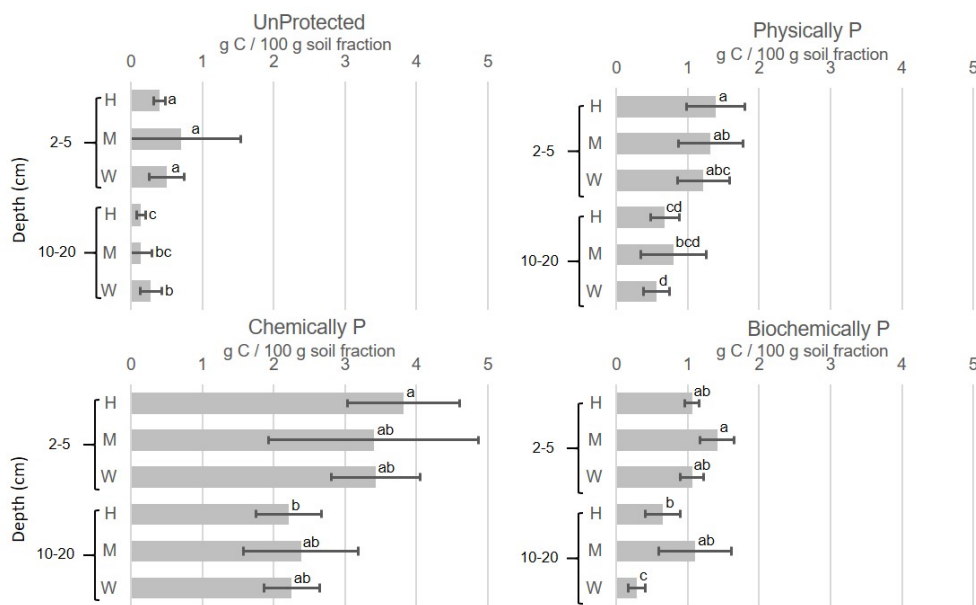 UnProtected
g C / 100 g soil fraction
0 1 2 3 4 5
Depth (cm)
2-5
H a
M a
W a
10-20
H c
M bc
W b
Physically P
g C / 100 g soil fraction
0 1 2 3 4 5
2-5
H a
M ab
W abc
10-20
H cd
M bcd
W d
Chemically P
g C / 100 g soil fraction
0 1 2 3 4 5
Depth (cm)
2-5
H a
M ab
W ab
10-20
H b
M ab
W ab
Biochemically P
g C / 100 g soil fraction
0 1 2 3 4 5
2-5
H ab
M a
W ab
10-20
H b
M ab
W c